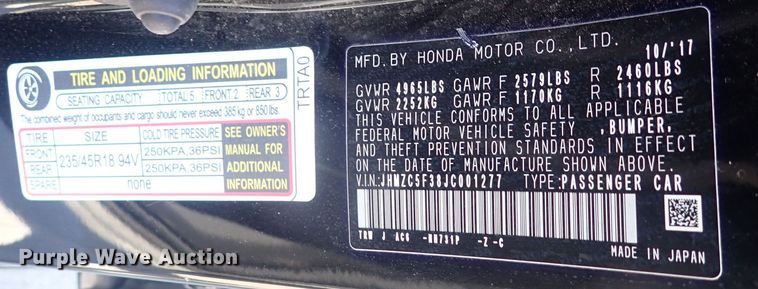 TIRE AND LOADING INFORMATION
SEATING CAPACITY TOTAL 5 FRONT 2 REAR 3
The combined weight of occupants and cargo should never exceed 385 kg or 850 lbs.
TIRE SIZE COLD TIRE PRESSURE SEE OWNER'S MANUAL FOR ADDITIONAL INFORMATION
FRONT 235/45R18 94V 250KPA, 36PSI
REAR 250KPA, 36PSI
SPARE none
TRTA0
MFD. BY HONDA MOTOR CO., LTD. 10/'17
GVWR 4965LBS GAWR F 2579LBS R 2460LBS
GVWR 2252KG GAWR F 1170KG R 1116KG
THIS VEHICLE CONFORMS TO ALL APPLICABLE
FEDERAL MOTOR VEHICLE SAFETY ,BUMPER,
AND THEFT PREVENTION STANDARDS IN EFFECT
ON THE DATE OF MANUFACTURE SHOWN ABOVE.
V.I.N: JHMZC5F38JC001277 TYPE: PASSENGER CAR
TRW J AC6 -NH731P -Z -C
MADE IN JAPAN
Purple Wave Auction